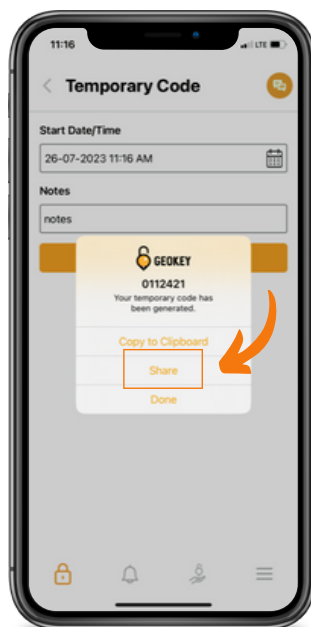 11:16
LTE
Temporary Code
Start Date/Time
26-07-2023 11:16 AM
Notes
notes
GEOKEY
0112421
Your temporary code has
been generated.
Copy to Clipboard
Share
Done